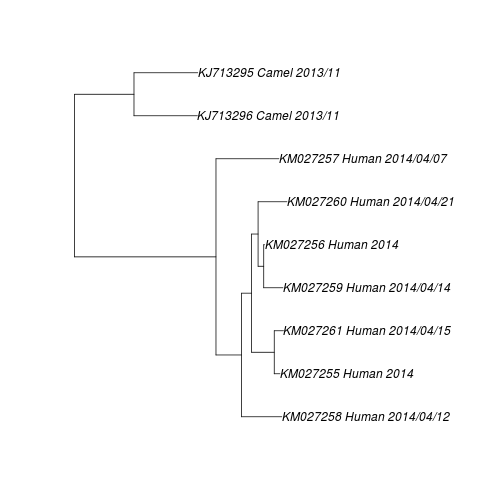 KJ713295 Camel 2013/11
KJ713296 Camel 2013/11
KM027257 Human 2014/04/07
KM027260 Human 2014/04/21
KM027256 Human 2014
KM027259 Human 2014/04/14
KM027261 Human 2014/04/15
KM027255 Human 2014
KM027258 Human 2014/04/12